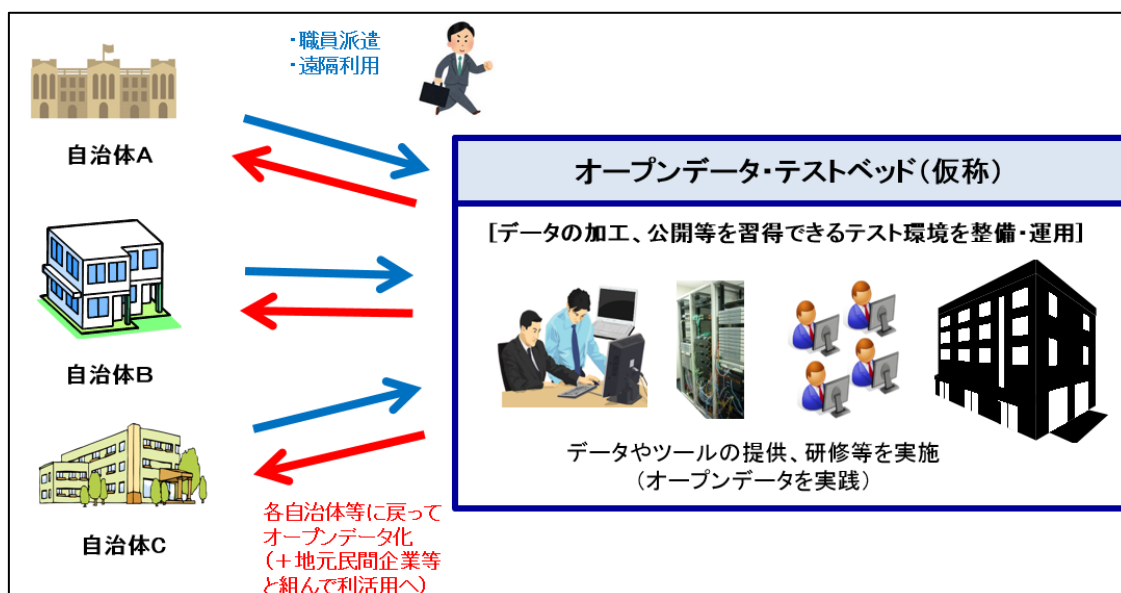 ・職員派遣
・遠隔利用
自治体A
オープンデータ・テストベッド（仮称）
[データの加工、公開等を習得できるテスト環境を整備・運用]
自治体B
データやツールの提供、研修等を実施
（オープンデータを実践）
自治体C
各自治体等に戻って
オープンデータ化
（＋地元民間企業等
と組んで利活用へ）